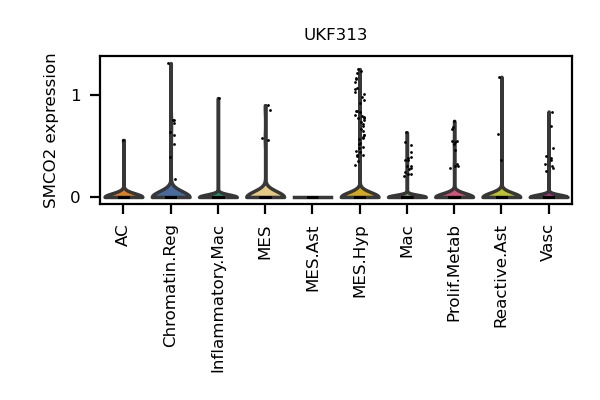 UKF313
SMCO2 expression
1
0
AC
Chromatin.Reg
Inflammatory.Mac
MES
MES.Ast
MES.Hyp
Mac
Prolif.Metab
Reactive.Ast
Vasc